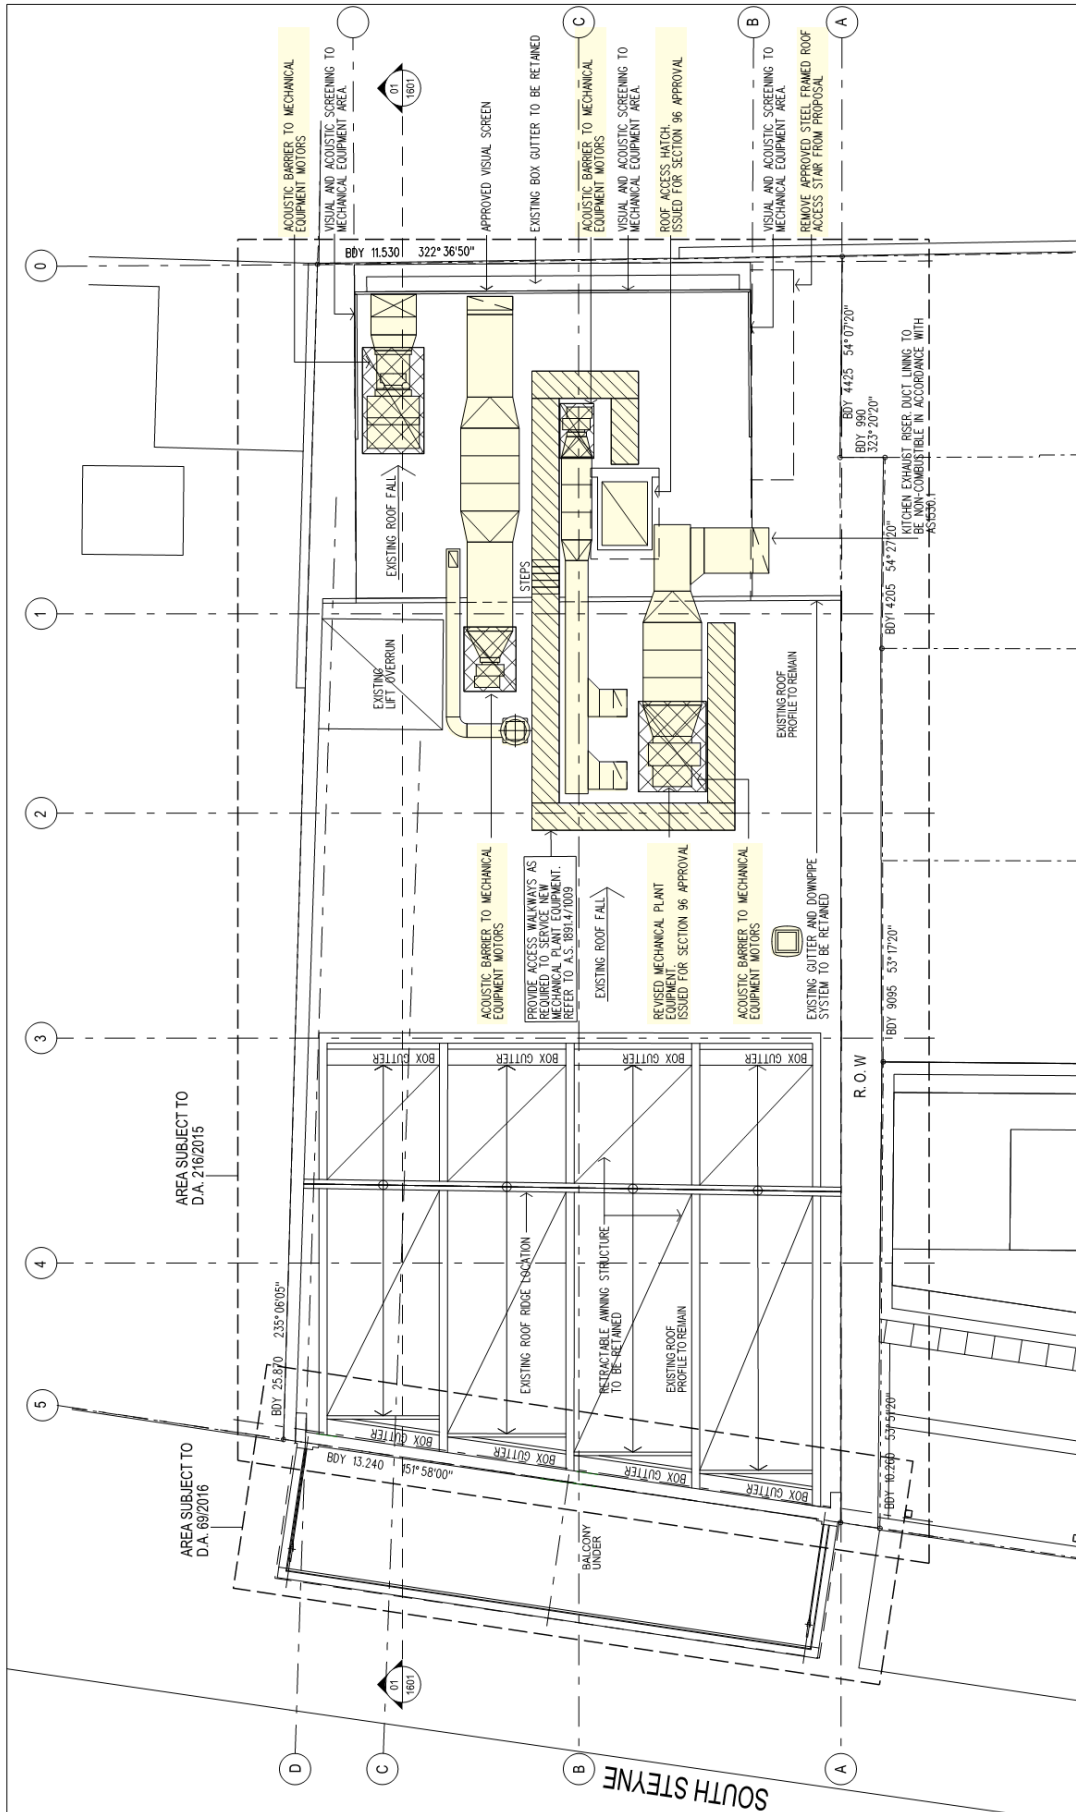 C
B
A
ACOUSTIC BARRIER TO MECHANICAL
EQUIPMENT MOTORS
VISUAL AND ACOUSTIC SCREENING TO
MECHANICAL EQUIPMENT AREA.
01
1601
APPROVED VISUAL SCREEN
EXISTING BOX GUTTER TO BE RETAINED
ACOUSTIC BARRIER TO MECHANICAL
EQUIPMENT MOTORS
VISUAL AND ACOUSTIC SCREENING TO
MECHANICAL EQUIPMENT AREA.
ROOF ACCESS HATCH.
ISSUED FOR SECTION 96 APPROVAL
VISUAL AND ACOUSTIC SCREENING TO
MECHANICAL EQUIPMENT AREA.
REMOVE APPROVED STEEL FRAMED ROOF
ACCESS STAIR FROM PROPOSAL
0
BDY 11.530 322° 36'50"
EXISTING ROOF FALL
STEPS
BDY 4425 54°07'20"
BDY 990
323°20'20"
KITCHEN EXHAUST RISER. DUCT LINING TO
BE NON-COMBUSTIBLE IN ACCORDANCE WITH
AS1530.1
BDY 4205 54°27'20"
1
EXISTING
LIFT OVERRUN
EXISTING ROOF
PROFILE TO REMAIN
2
ACOUSTIC BARRIER TO MECHANICAL
EQUIPMENT MOTORS
PROVIDE ACCESS WALKWAYS AS
REQUIRED TO SERVICE NEW
MECHANICAL PLANT EQUIPMENT.
REFER TO A.S. 1891.4/1009
EXISTING ROOF FALL
REVISED MECHANICAL PLANT
EQUIPMENT.
ISSUED FOR SECTION 96 APPROVAL
ACOUSTIC BARRIER TO MECHANICAL
EQUIPMENT MOTORS
EXISTING GUTTER AND DOWNPIPE
SYSTEM TO BE RETAINED
BDY 9095 53°17'20"
3
BOX GUTTER
BOX GUTTER
BOX GUTTER
BOX GUTTER
R. O. W
AREA SUBJECT TO
D.A. 216/2015
4
EXISTING ROOF RIDGE LOCATION
RETRACTABLE AWNING STRUCTURE
TO BE RETAINED
EXISTING ROOF
PROFILE TO REMAIN
BDY 25.870 235°06'05"
5
BOX GUTTER
BOX GUTTER
BOX GUTTER
BOX GUTTER
BDY 13.240 151°58'00"
BDY 10.260
AREA SUBJECT TO
D.A. 69/2016
BALCONY
UNDER
01
1601
D
C
B
A
SOUTH STEYNE